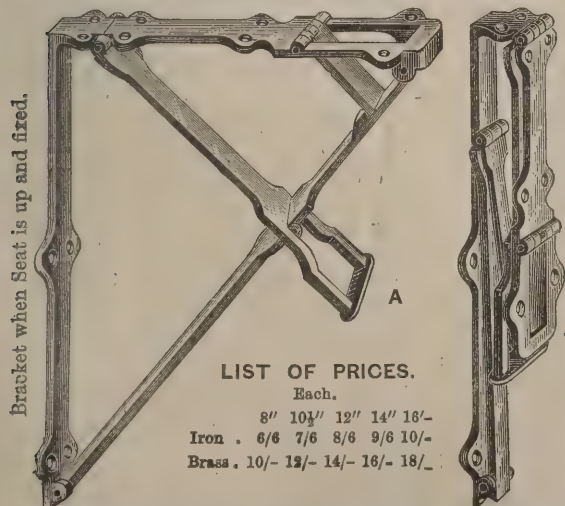 Bracket when Seat is up and fixed.
A
LIST OF PRICES.
Each.
8″ 10½″ 12″ 14″ 16′-
Iron . 6/6 7/6 8/6 9/6 10/-
Brass . 10/- 12/- 14/- 16/- 18/-